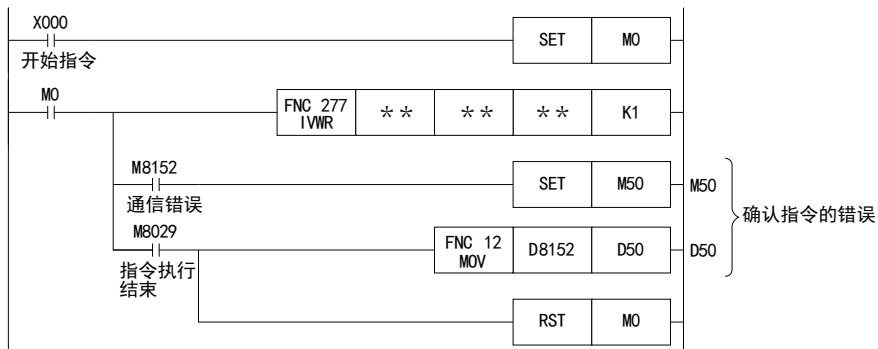 X000
开始指令
SET M0
M0
FNC 277
IVWR
** ** ** K1
M8152
通信错误
SET M50
M50
M8029
指令执行
结束
FNC 12
MOV
D8152 D50
D50
确认指令的错误
RST M0